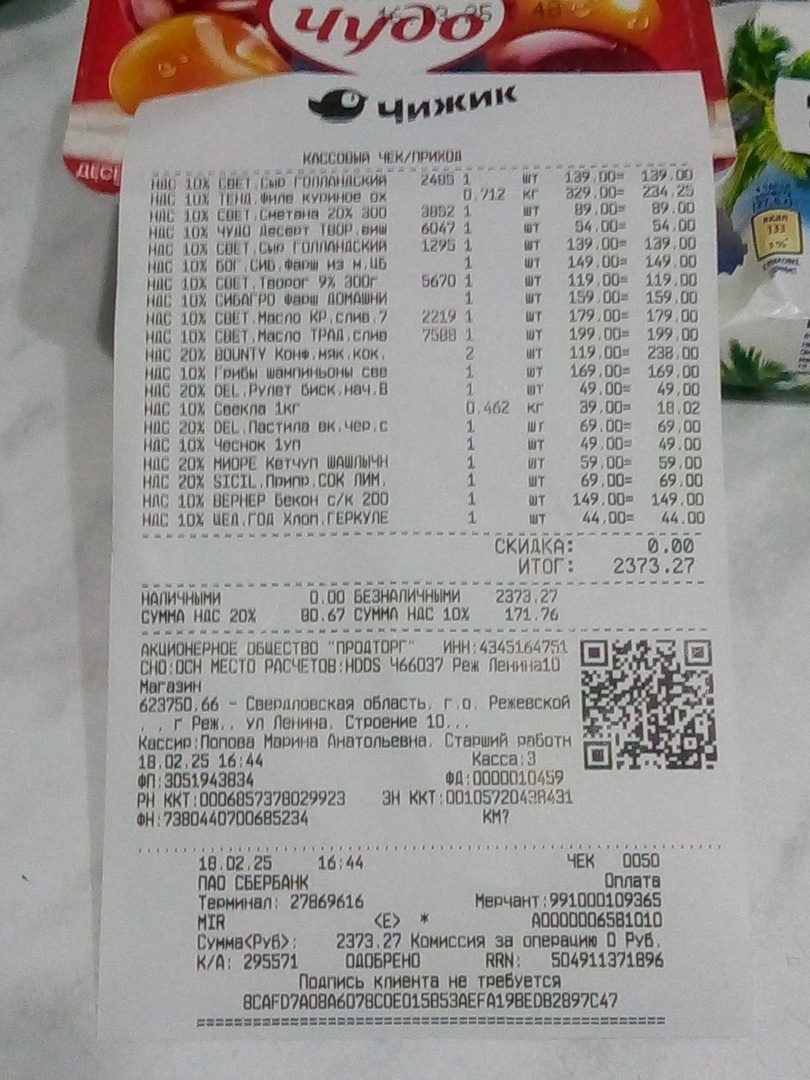 Чудо
ДЕСЕ
ккал
133
Чижик
КАССОВЫЙ ЧЕК/ПРИХОД
НДС 10% СВЕТ.Сыр ГОЛЛАНДСКИЙ 2485 1 шт 139.00= 139.00
НДС 10% ТЕНД.Филе куриное ох 0.712 кг 329.00= 234.25
НДС 10% СВЕТ.Сметана 20% 300 3852 1 шт 89.00= 89.00
НДС 10% ЧУДО Десерт ТВОР.виш 6047 1 шт 54.00= 54.00
НДС 10% СВЕТ.Сыр ГОЛЛАНДСКИЙ 1295 1 шт 139.00= 139.00
НДС 10% БОГ.СИБ.Фарш из м.ЦБ 1 шт 149.00= 149.00
НДС 10% СВЕТ.Творог 9% 300г 5670 1 шт 119.00= 119.00
НДС 10% СИБАГРО Фарш ДОМАШНИ 1 шт 159.00= 159.00
НДС 10% СВЕТ.Масло КР.слив.7 2219 1 шт 179.00= 179.00
НДС 10% СВЕТ.Масло ТРАД.слив 7588 1 шт 199.00= 199.00
НДС 20% BOUNTY Конф.мяк.кок. 2 шт 119.00= 238.00
НДС 10% Грибы шампиньоны све 1 шт 169.00= 169.00
НДС 20% DEL.Рулет биск.нач.В 1 шт 49.00= 49.00
НДС 10% Свекла 1кг 0.462 кг 39.00= 18.02
НДС 20% DEL.Пастила вк.чер.с 1 шт 69.00= 69.00
НДС 10% Чеснок 1уп 1 шт 49.00= 49.00
НДС 20% МИОРЕ Кетчуп ШАШЛЫЧН 1 шт 59.00= 59.00
НДС 20% SICIL.Припр.СОК ЛИМ. 1 шт 69.00= 69.00
НДС 10% ВЕРНЕР Бекон с/к 200 1 шт 149.00= 149.00
НДС 10% ЦЕД.ГОД Хлоп.ГЕРКУЛЕ 1 шт 44.00= 44.00
СКИДКА: 0.00
ИТОГ: 2373.27
НАЛИЧНЫМИ 0.00 БЕЗНАЛИЧНЫМИ 2373.27
СУММА НДС 20% 80.67 СУММА НДС 10% 171.76
АКЦИОНЕРНОЕ ОБЩЕСТВО "ПРОДТОРГ" ИНН:4345164751
СНО:ОСН МЕСТО РАСЧЕТОВ:HDDS Ч66037 Реж Ленина10
Магазин
623750,66 - Свердловская область, г.о. Режевской
, , г Реж,, ул Ленина, Строение 10,,,
Кассир:Попова Марина Анатольевна, Старший работн
18.02.25 16:44 Касса:3
ФП:3051943834 ФД:0000010459
РН ККТ:0006857378029923 ЗН ККТ:00105720438431
ФН:7380440700685234 КМ?
18.02.25 16:44 ЧЕК 0050
ПАО СБЕРБАНК Оплата
Терминал: 27869616 Мерчант:991000109365
MIR <E> * A0000006581010
Сумма<Руб>: 2373.27 Комиссия за операцию 0 Руб.
К/А: 295571 ОДОБРЕНО RRN: 504911371896
Подпись клиента не требуется
8CAFD7A08A6078C0E015B53AEFA19BEDB2B97C47